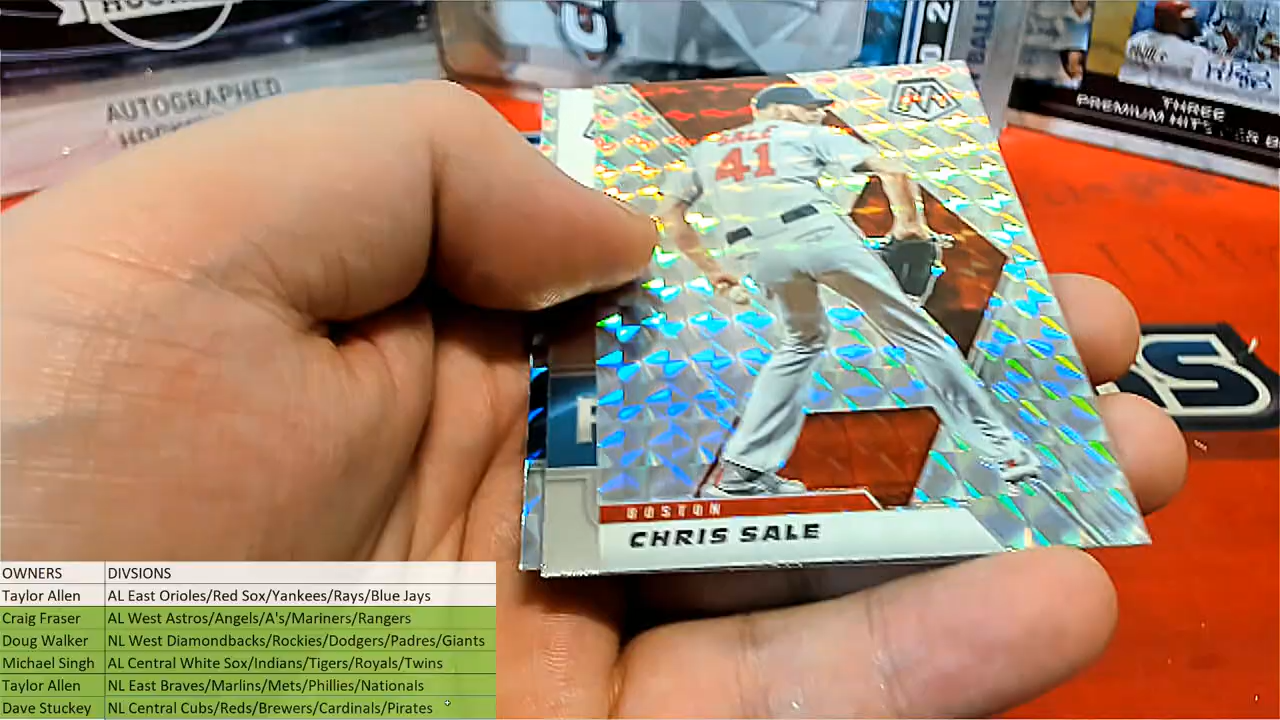 AUTOGRAPHED
THREE
PREMIUM HITS
SALE
41
BOSTON
CHRIS SALE
OWNERS DIVSIONS
Taylor Allen AL East Orioles/Red Sox/Yankees/Rays/Blue Jays
Craig Fraser AL West Astros/Angels/A's/Mariners/Rangers
Doug Walker NL West Diamondbacks/Rockies/Dodgers/Padres/Giants
Michael Singh AL Central White Sox/Indians/Tigers/Royals/Twins
Taylor Allen NL East Braves/Marlins/Mets/Phillies/Nationals
Dave Stuckey NL Central Cubs/Reds/Brewers/Cardinals/Pirates